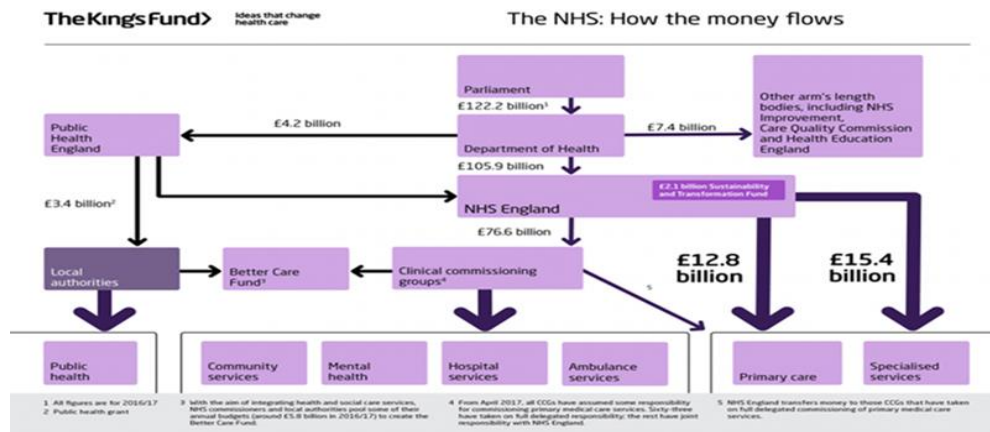 TheKing'sFund>
Ideas that change
health care
The NHS: How the money flows
Parliament
£122.2 billion¹
Other arm's length
bodies, including NHS
Improvement,
Care Quality Commission
and Health Education
England
Public
Health
England
£4.2 billion
Department of Health
£7.4 billion
£105.9 billion
£2.1 billion Sustainability
and Transformation Fund
NHS England
£3.4 billion²
£76.6 billion
£12.8
billion
£15.4
billion
Local
authorities
Better Care
Fund³
Clinical commissioning
groups⁴
5
Public
health
Community
services
Mental
health
Hospital
services
Ambulance
services
Primary care
Specialised
services
1 All figures are for 2016/17
2 Public health grant
3 With the aim of integrating health and social care services,
NHS commissioners and local authorities pool some of their
annual budgets (around £5.8 billion in 2016/17) to create the
Better Care Fund.
4 From April 2017, all CCGs have assumed some responsibility
for commissioning primary medical care services. Sixty-three
have taken on full delegated responsibility; the rest have joint
responsibility with NHS England.
5 NHS England transfers money to those CCGs that have taken
on full delegated commissioning of primary medical care
services.